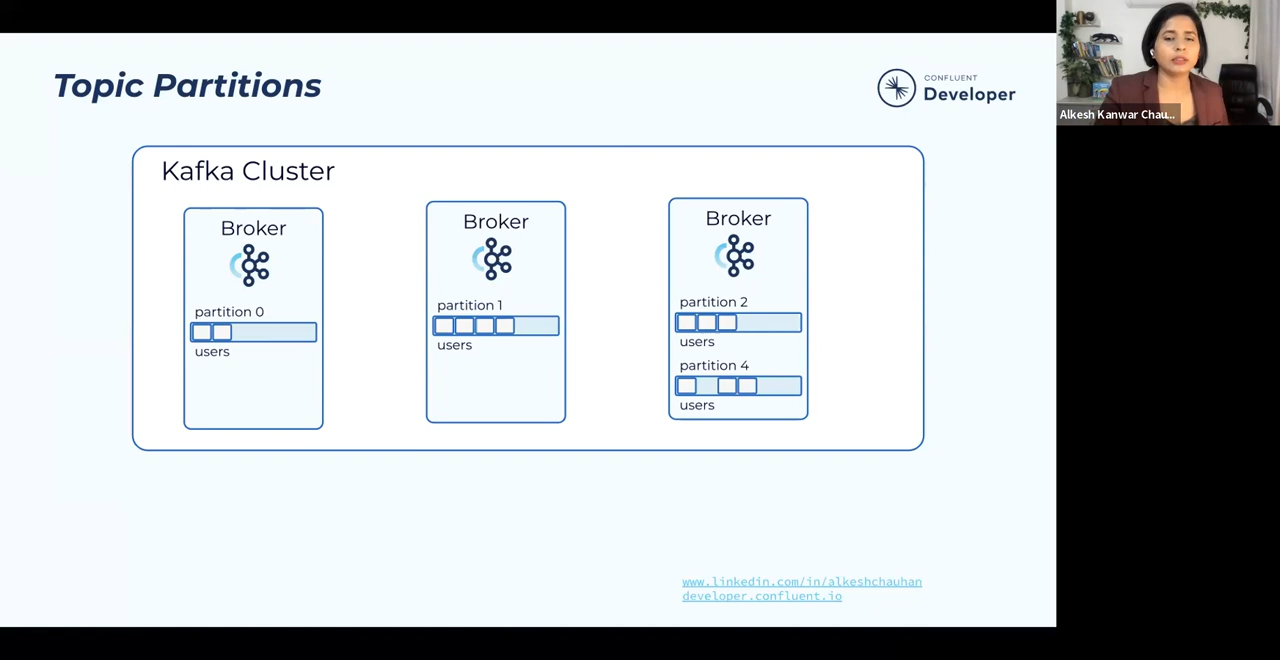 Topic Partitions
CONFLUENT
Developer
Kafka Cluster
Broker
partition 0
users
Broker
partition 1
users
Broker
partition 2
users
partition 4
users
www.linkedin.com/in/alkeshchauhan
developer.confluent.io
Alkesh Kanwar Chau...